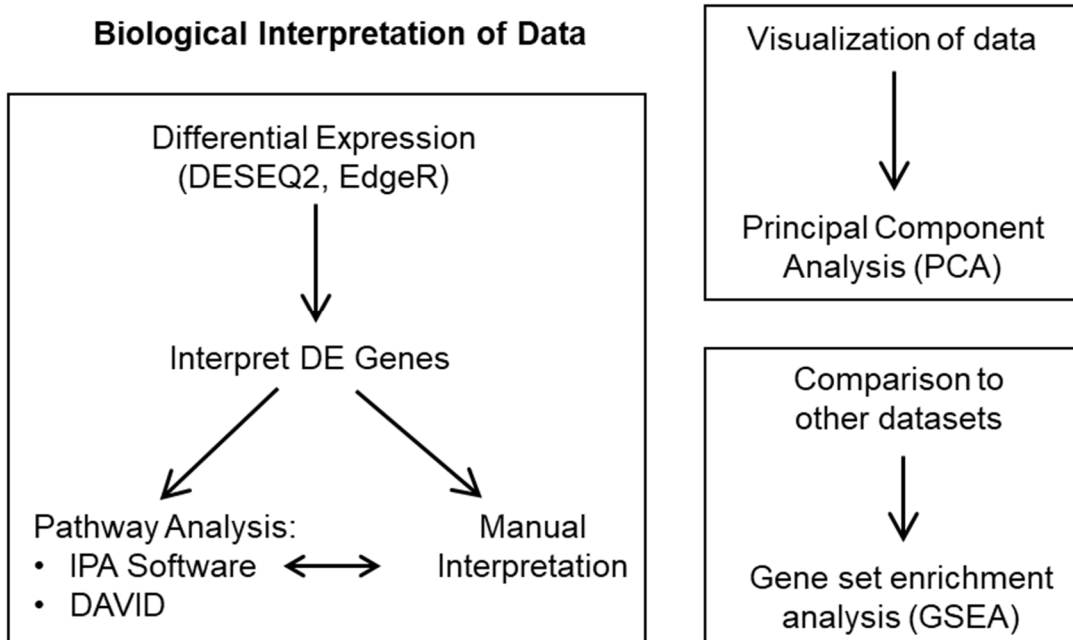 Biological Interpretation of Data
Differential Expression
(DESEQ2, EdgeR)
Interpret DE Genes
Pathway Analysis:
• IPA Software
• DAVID
Manual
Interpretation
Visualization of data
Principal Component
Analysis (PCA)
Comparison to
other datasets
Gene set enrichment
analysis (GSEA)